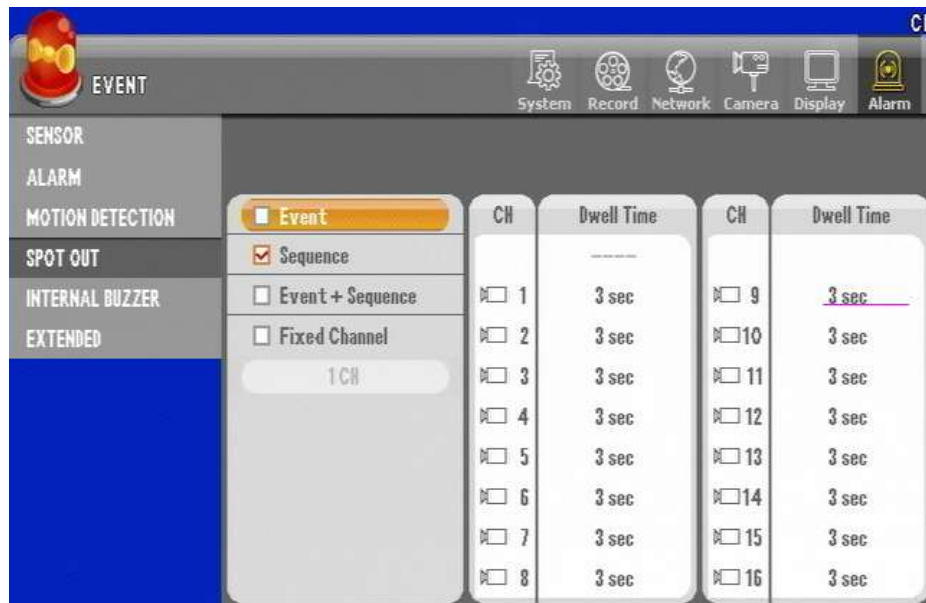 EVENT
System Record Network Camera Display Alarm
SENSOR
ALARM
MOTION DETECTION
SPOT OUT
INTERNAL BUZZER
EXTENDED
Event
Sequence
Event + Sequence
Fixed Channel
1 CH
CH Dwell Time CH Dwell Time
----
1 3 sec 9 3 sec
2 3 sec 10 3 sec
3 3 sec 11 3 sec
4 3 sec 12 3 sec
5 3 sec 13 3 sec
6 3 sec 14 3 sec
7 3 sec 15 3 sec
8 3 sec 16 3 sec